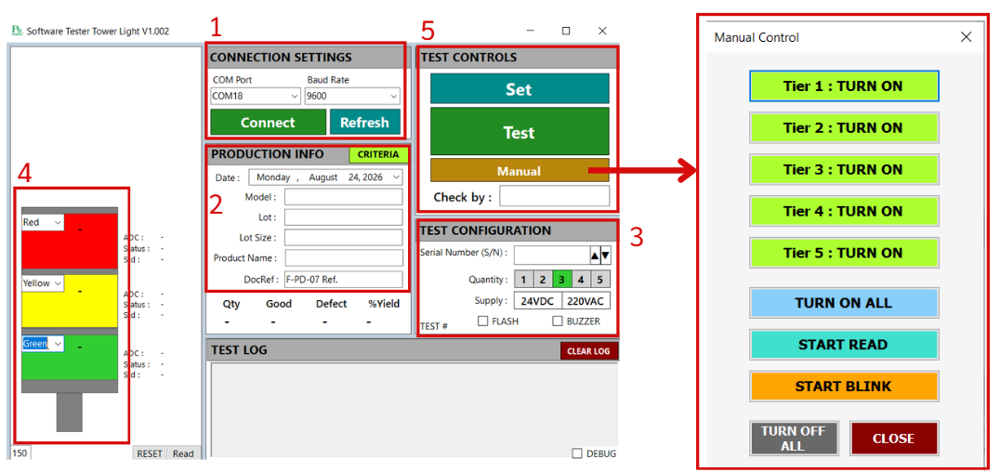 Software Tester Tower Light V1.002
1
CONNECTION SETTINGS
COM Port Baud Rate
COM18 9600
Connect Refresh
PRODUCTION INFO CRITERIA
2
Date : Monday , August 24, 2026
Model :
Lot :
Lot Size :
Product Name :
DocRef : F-PD-07 Ref.
Qty Good Defect %Yield
- - - -
4
Red -
ADC : -
Status : -
Std : -
Yellow -
ADC : -
Status : -
Std : -
Green -
ADC : -
Status : -
Std : -
150 RESET Read
5
TEST CONTROLS
Set
Test
Manual
Check by :
3
TEST CONFIGURATION
Serial Number (S/N) : ▲ ▼
Quantity : 1 2 3 4 5
Supply : 24VDC 220VAC
TEST # FLASH BUZZER
TEST LOG CLEAR LOG
DEBUG
Manual Control
Tier 1 : TURN ON
Tier 2 : TURN ON
Tier 3 : TURN ON
Tier 4 : TURN ON
Tier 5 : TURN ON
TURN ON ALL
START READ
START BLINK
TURN OFF
ALL
CLOSE